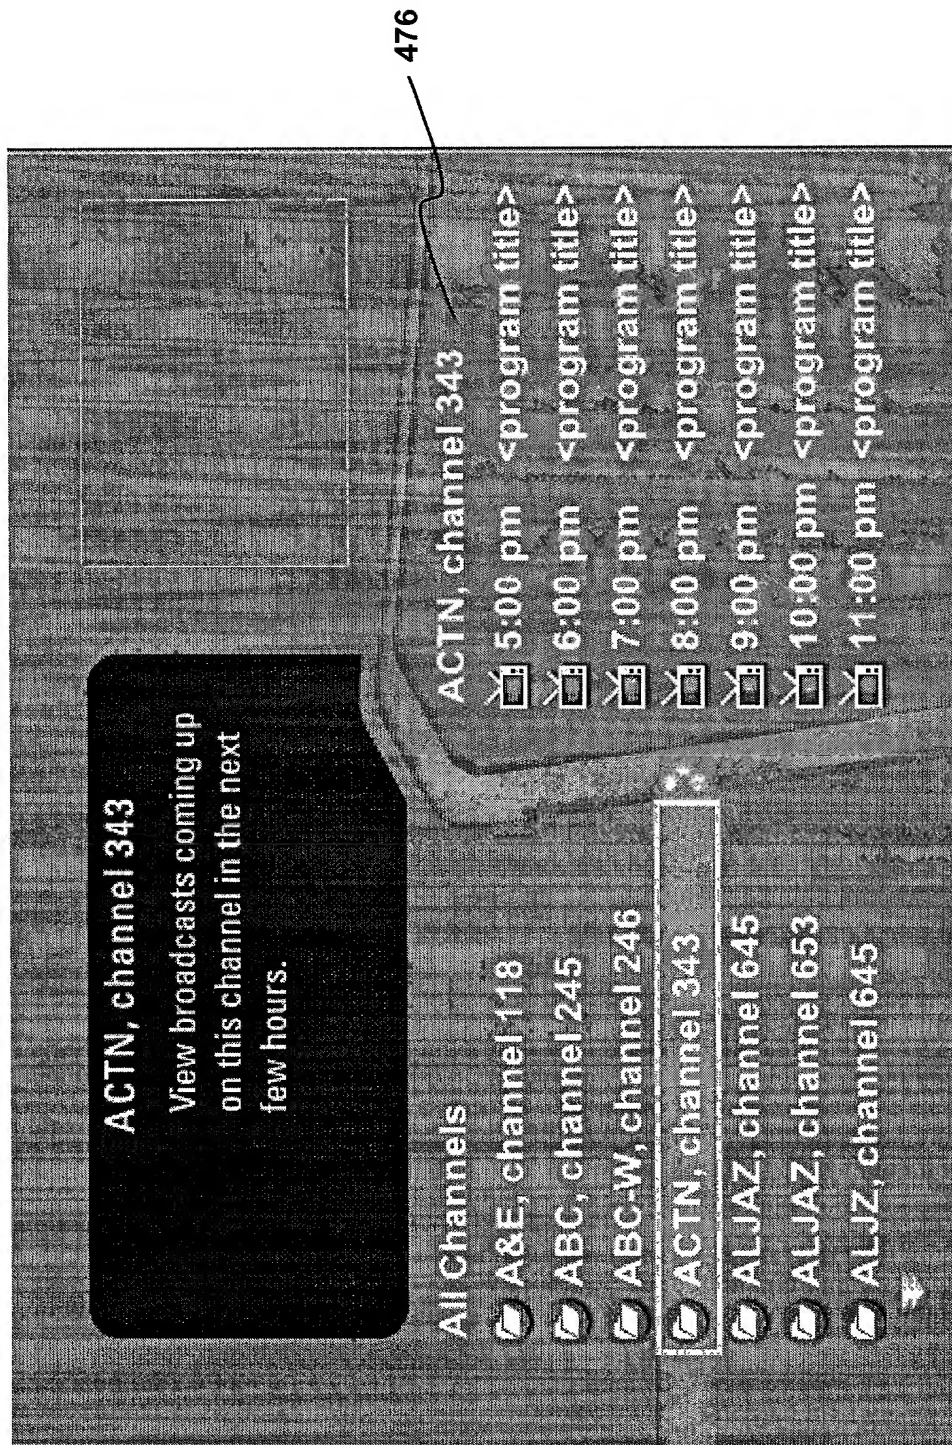 ACTN, channel 343
View broadcasts coming up
on this channel in the next
few hours.
All Channels
A&E, channel 118
ABC, channel 245
ABC-W, channel 246
ACTN, channel 343
ALJAZ, channel 645
ALJAZ, channel 653
ALJZ, channel 645
ACTN, channel 343
5:00 pm <program title>
6:00 pm <program title>
7:00 pm <program title>
8:00 pm <program title>
9:00 pm <program title>
10:00 pm <program title>
11:00 pm <program title>
476